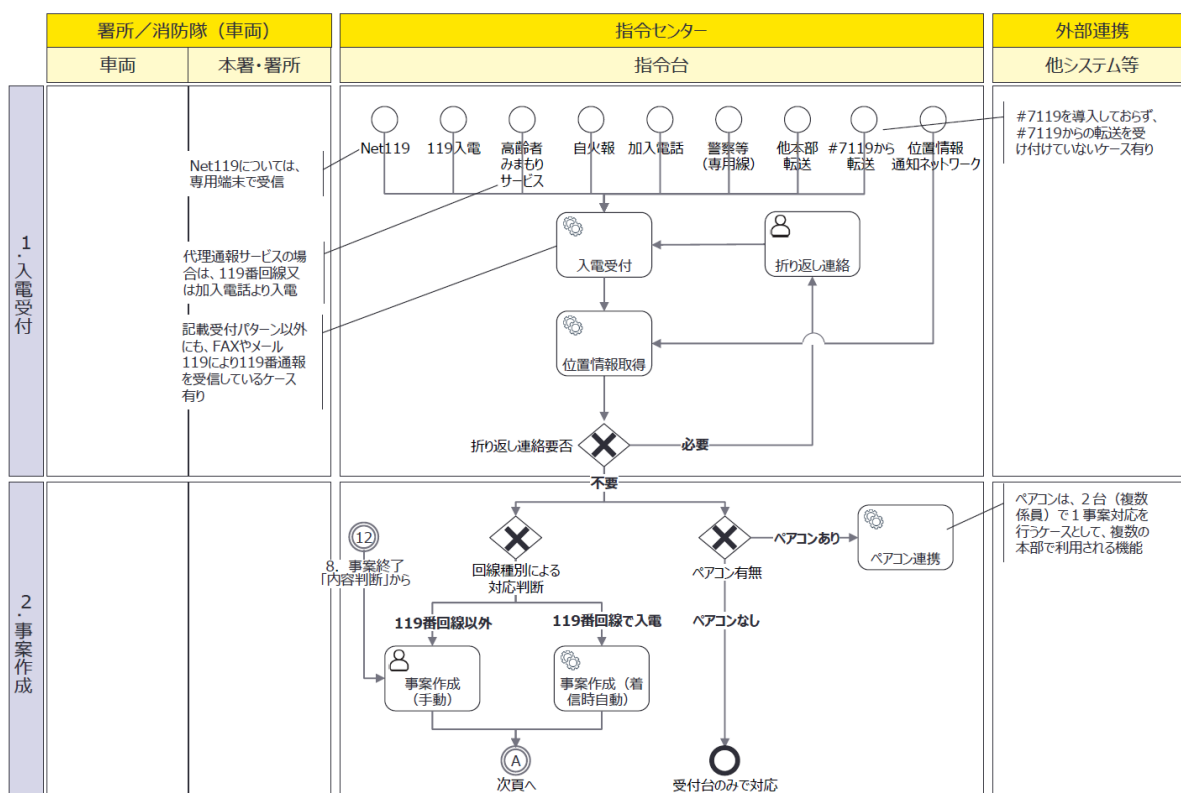 署所／消防隊（車両）
指令センター
外部連携
車両
本署・署所
指令台
他システム等
1．入電受付
Net119
119入電
高齢者
みまもり
サービス
自火報
加入電話
警察等
（専用線）
他本部
転送
#7119から
転送
位置情報
通知ネットワーク
#7119を導入しておらず、
#7119からの転送を受
け付けていないケース有り
Net119については、
専用端末で受信
代理通報サービスの場
合は、119番回線又
は加入電話より入電
記載受付パターン以外
にも、FAXやメール
119により119番通報
を受信しているケース
有り
入電受付
折り返し連絡
位置情報取得
折り返し連絡要否
必要
不要
2．事案作成
12
8．事案終了
「内容判断」から
回線種別による
対応判断
ペアコン有無
ペアコンあり
ペアコン連携
ペアコンは、2台（複数
係員）で1事案対応を
行うケースとして、複数の
本部で利用される機能
119番回線以外
119番回線で入電
ペアコンなし
事案作成
（手動）
事案作成（着
信時自動）
A
次頁へ
受付台のみで対応